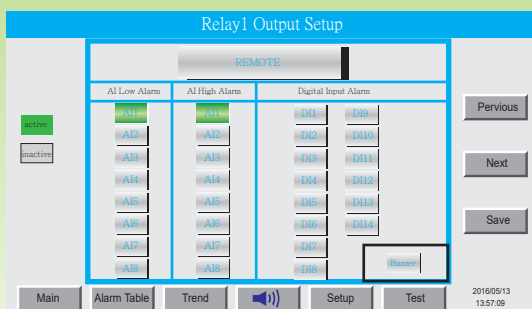 Relay1 Output Setup
REMOTE
AI Low Alarm AI High Alarm Digital Input Alarm
AI1 AI1 DI1 DI9
AI2 AI2 DI2 DI10
AI3 AI3 DI3 DI11
AI4 AI4 DI4 DI12
AI5 AI5 DI5 DI13
AI6 AI6 DI6 DI14
AI7 AI7 DI7
AI8 AI8 DI8 Buzzer
active
inactive
Pervious
Next
Save
Main Alarm Table Trend Setup Test
2016/05/13
13:57:09